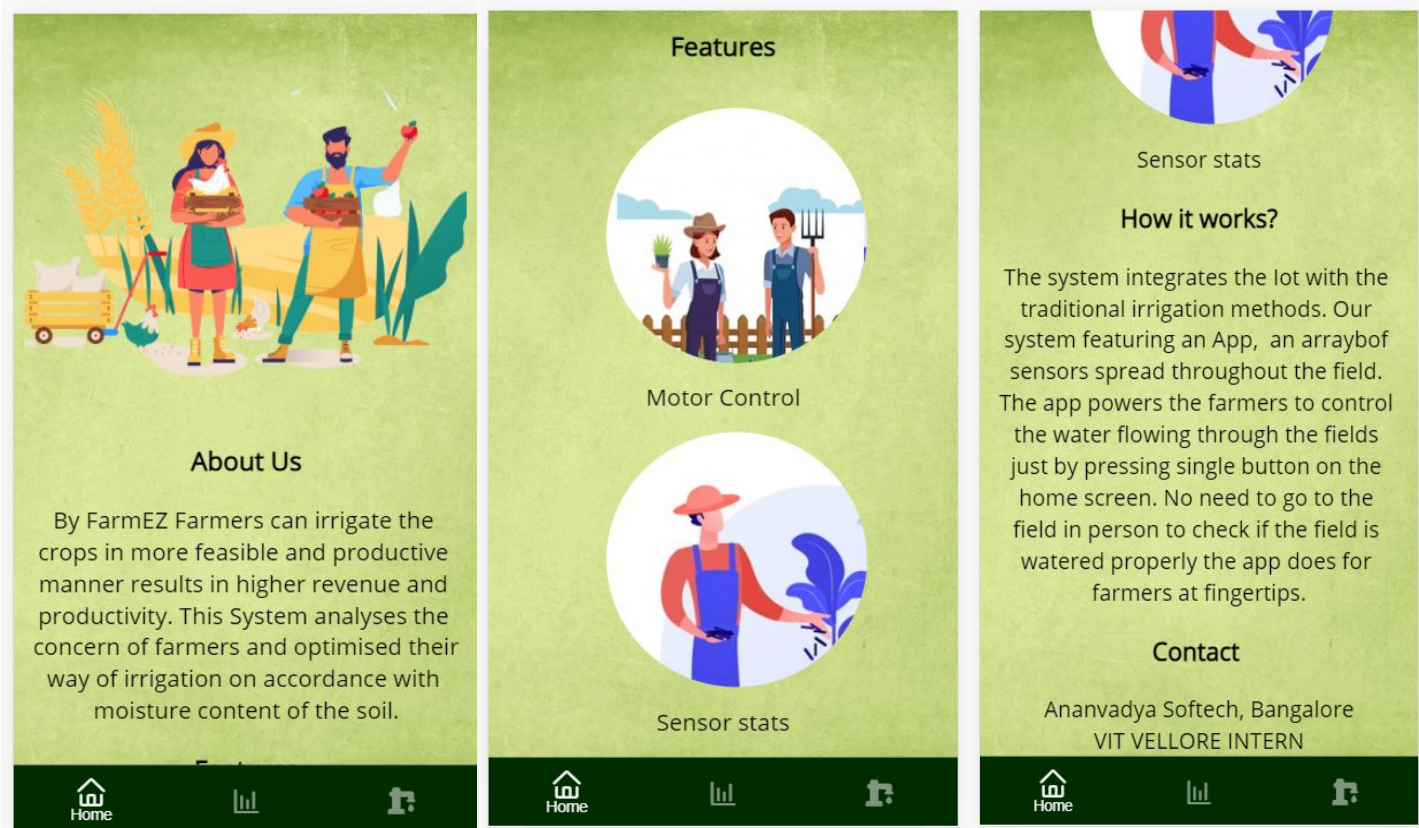 About Us
By FarmEZ Farmers can irrigate the
crops in more feasible and productive
manner results in higher revenue and
productivity. This System analyses the
concern of farmers and optimised their
way of irrigation on accordance with
moisture content of the soil.
Home
Features
Motor Control
Sensor stats
Home
Sensor stats
How it works?
The system integrates the Iot with the
traditional irrigation methods. Our
system featuring an App,  an arraybof
sensors spread throughout the field.
The app powers the farmers to control
the water flowing through the fields
just by pressing single button on the
home screen. No need to go to the
field in person to check if the field is
watered properly the app does for
farmers at fingertips.
Contact
Ananvadya Softech, Bangalore
VIT VELLORE INTERN
Home